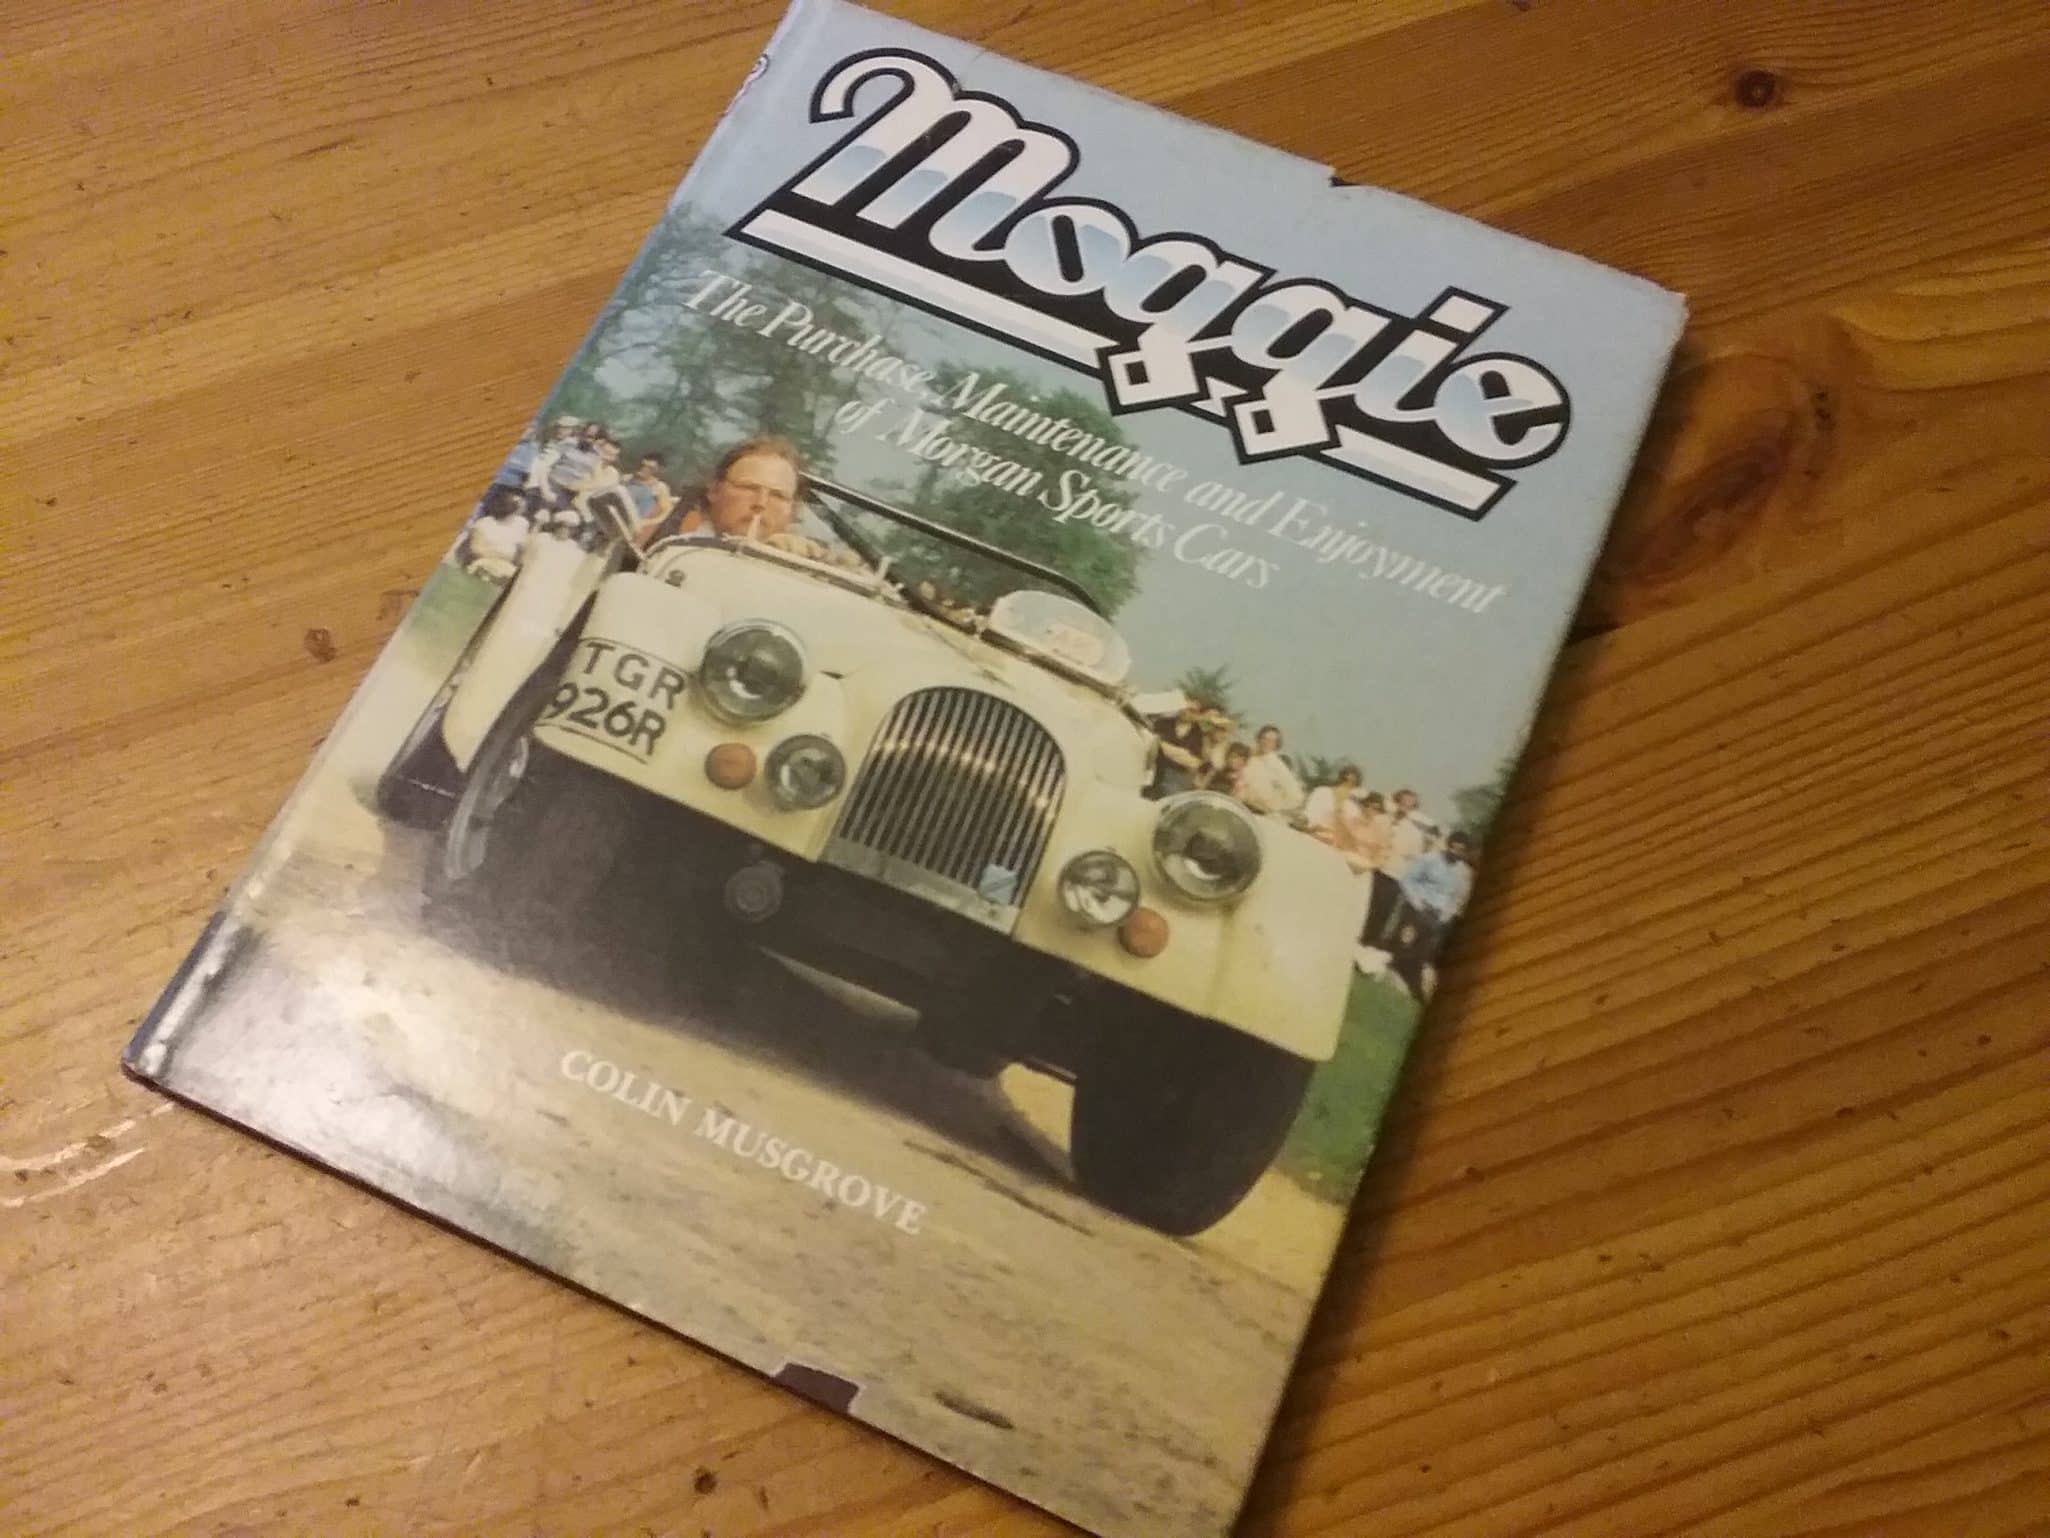 Moggie
The Purchase, Maintenance and Enjoyment
of Morgan Sports Cars
TGR
926R
COLIN MUSGROVE